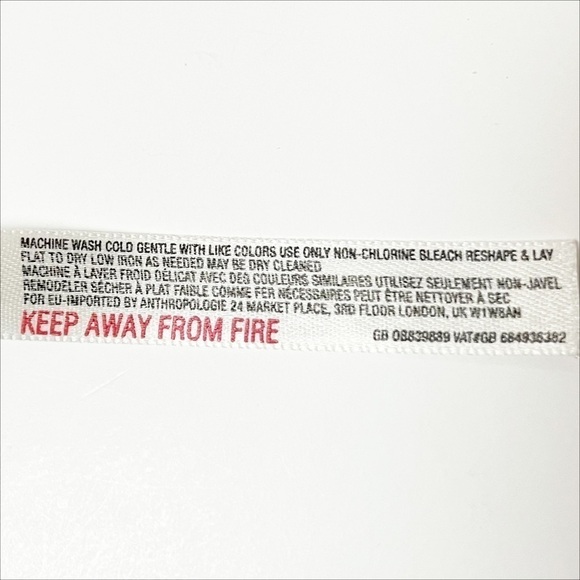 MACHINE WASH COLD GENTLE WITH LIKE COLORS USE ONLY NON-CHLORINE BLEACH RESHAPE & LAY
FLAT TO DRY LOW IRON AS NEEDED MAY BE DRY CLEANED
MACHINE À LAVER FROID DÉLICAT AVEC DES COULEURS SIMILAIRES UTILISEZ SEULEMENT NON-JAVEL
REMODELER SÉCHER À PLAT FAIBLE COMME FER NÉCESSAIRES PEUT ÊTRE NETTOYER À SEC
FOR EU-IMPORTED BY ANTHROPOLOGIE 24 MARKET PLACE, 3RD FLOOR LONDON, UK W1W8AN
KEEP AWAY FROM FIRE GB 08839889 VAT#GB 684936382